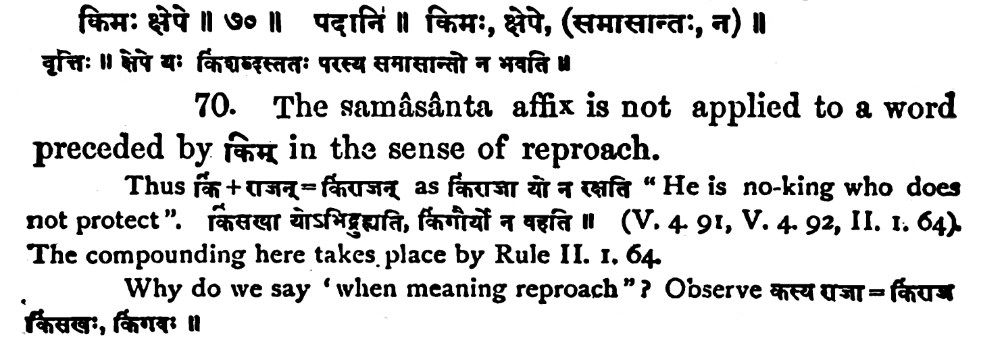 किमः क्षेपे ॥ ७० ॥ पदानि ॥ किमः, क्षेपे, (समासान्तः, न) ॥
वृत्तिः ॥ क्षेपे यः किंशब्दस्ततः परस्य समासान्तो न भवति ॥
70. The samâsânta affix is not applied to a word
preceded by किम् in the sense of reproach.
Thus किं + राजन् = किंराजन् as किंराजा यो न रक्षति “ He is no-king who does
not protect ”. किंसखा योऽभिद्रुह्यति, किंगौर्यो न वहति ॥ (V. 4. 91, V. 4. 92, II. 1. 64).
The compounding here takes place by Rule II. 1, 64.
Why do we say ‘ when meaning reproach ” ? Observe कस्य राजा = किंराज
किंसखः, किंगवः ॥